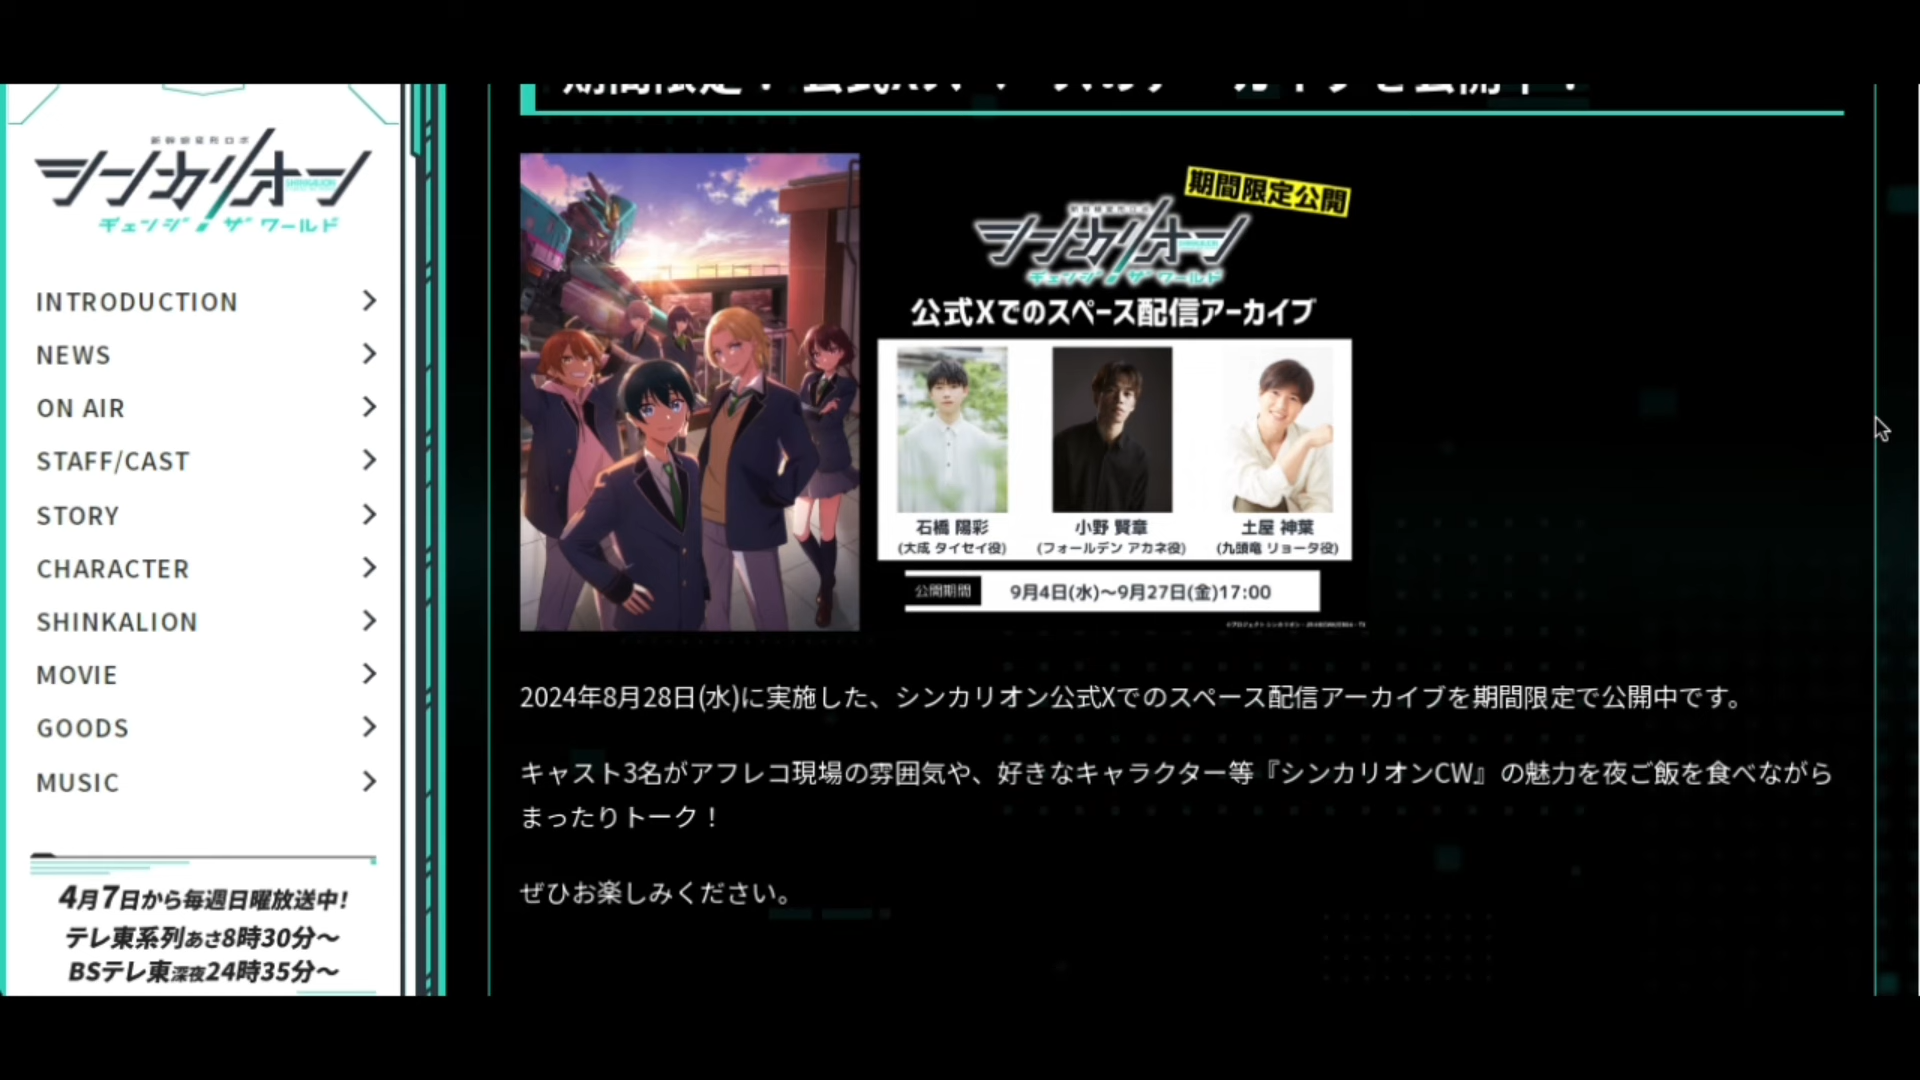 新幹線変形ロボ
シンカリオン
SHINKALION
チェンジ・ザ・ワールド
INTRODUCTION
NEWS
ON AIR
STAFF/CAST
STORY
CHARACTER
SHINKALION
MOVIE
GOODS
MUSIC
4月7日から毎週日曜放送中!
テレ東系列あさ8時30分〜
BSテレ東深夜24時35分〜
期間限定公開
シンカリオン
チェンジ・ザ・ワールド
公式Xでのスペース配信アーカイブ
石橋 陽彩
(大成 タイセイ役)
小野 賢章
(フォールデン アカネ役)
土屋 神葉
(九頭竜 リョータ役)
公開期間
9月4日(水)〜9月27日(金)17:00
2024年8月28日(水)に実施した、シンカリオン公式Xでのスペース配信アーカイブを期間限定で公開中です。
キャスト3名がアフレコ現場の雰囲気や、好きなキャラクター等『シンカリオンCW』の魅力を夜ご飯を食べながら
まったりトーク！
ぜひお楽しみください。